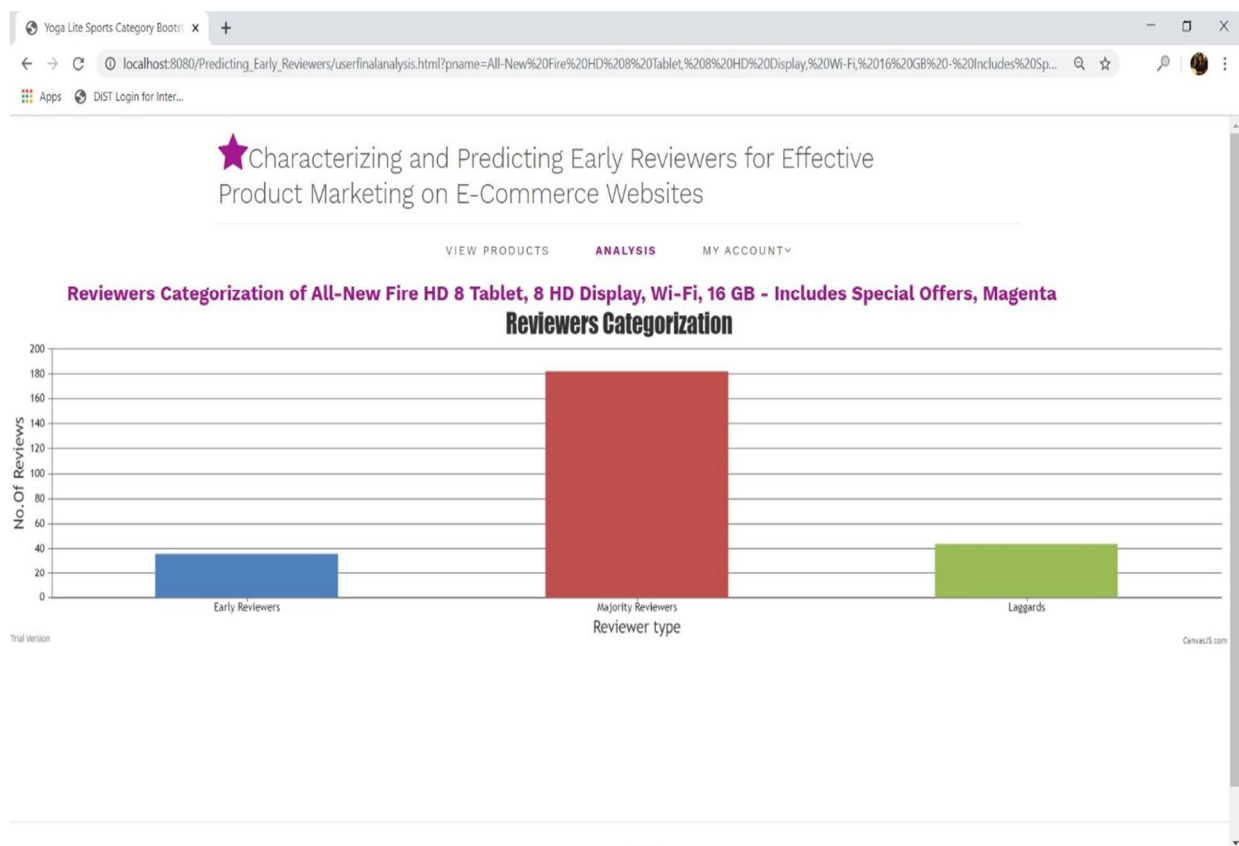 Yoga Lite Sports Category Boots
localhost:8080/Predicting_Early_Reviewers/userfinalanalysis.html?pname=All-New%20Fire%20HD%208%20Tablet,%208%20HD%20Display,%20Wi-Fi,%2016%20GB%20-%20Includes%20Sp...
Apps DiST Login for Inter...
Characterizing and Predicting Early Reviewers for Effective
Product Marketing on E-Commerce Websites
VIEW PRODUCTS ANALYSIS MY ACCOUNT
Reviewers Categorization of All-New Fire HD 8 Tablet, 8 HD Display, Wi-Fi, 16 GB - Includes Special Offers, Magenta
Reviewers Categorization
No.Of Reviews
200
180
160
140
120
100
80
60
40
20
0
Early Reviewers Majority Reviewers Laggards
Reviewer type
Trial Version CanvasJS.com